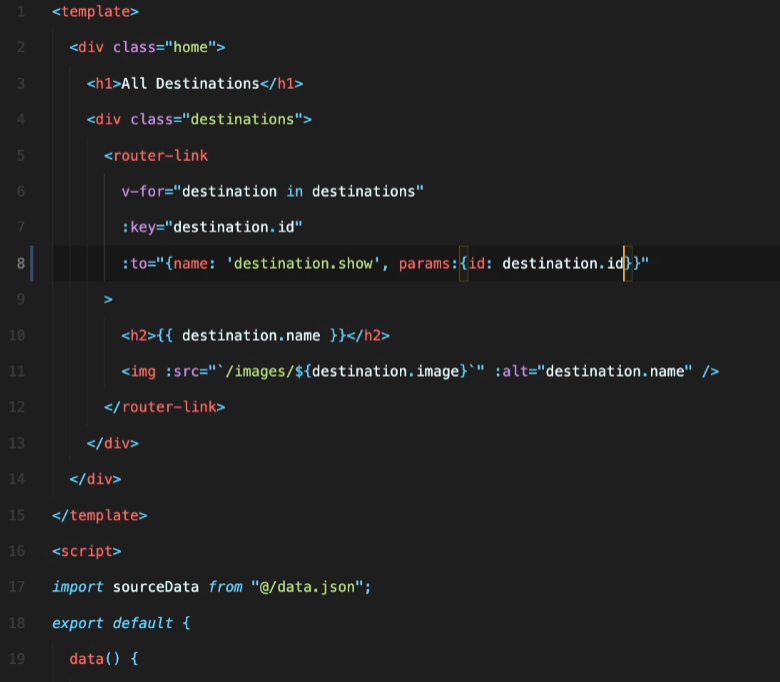 1 <template>
2 <div class="home">
3 <h1>All Destinations</h1>
4 <div class="destinations">
5 <router-link
6 v-for="destination in destinations"
7 :key="destination.id"
8 :to="{name: 'destination.show', params:{id: destination.id}}"
9 >
10 <h2>{{ destination.name }}</h2>
11 <img :src="`/images/${destination.image}`" :alt="destination.name" />
12 </router-link>
13 </div>
14 </div>
15 </template>
16 <script>
17 import sourceData from "@/data.json";
18 export default {
19 data() {